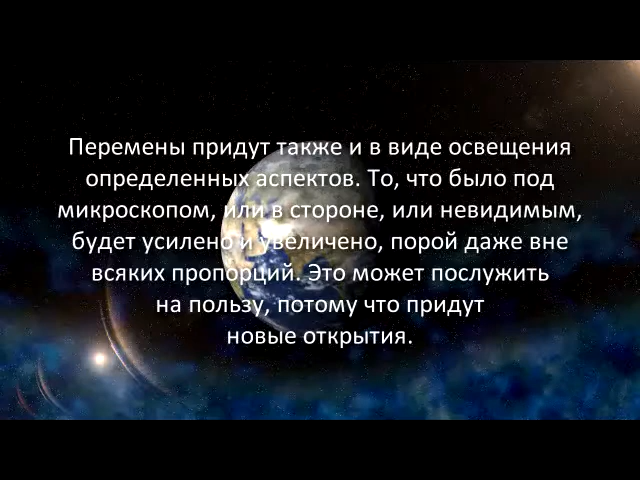 Перемены придут также и в виде освещения
определенных аспектов. То, что было под
микроскопом, или в стороне, или невидимым,
будет усилено и увеличено, порой даже вне
всяких пропорций. Это может послужить
на пользу, потому что придут
новые открытия.